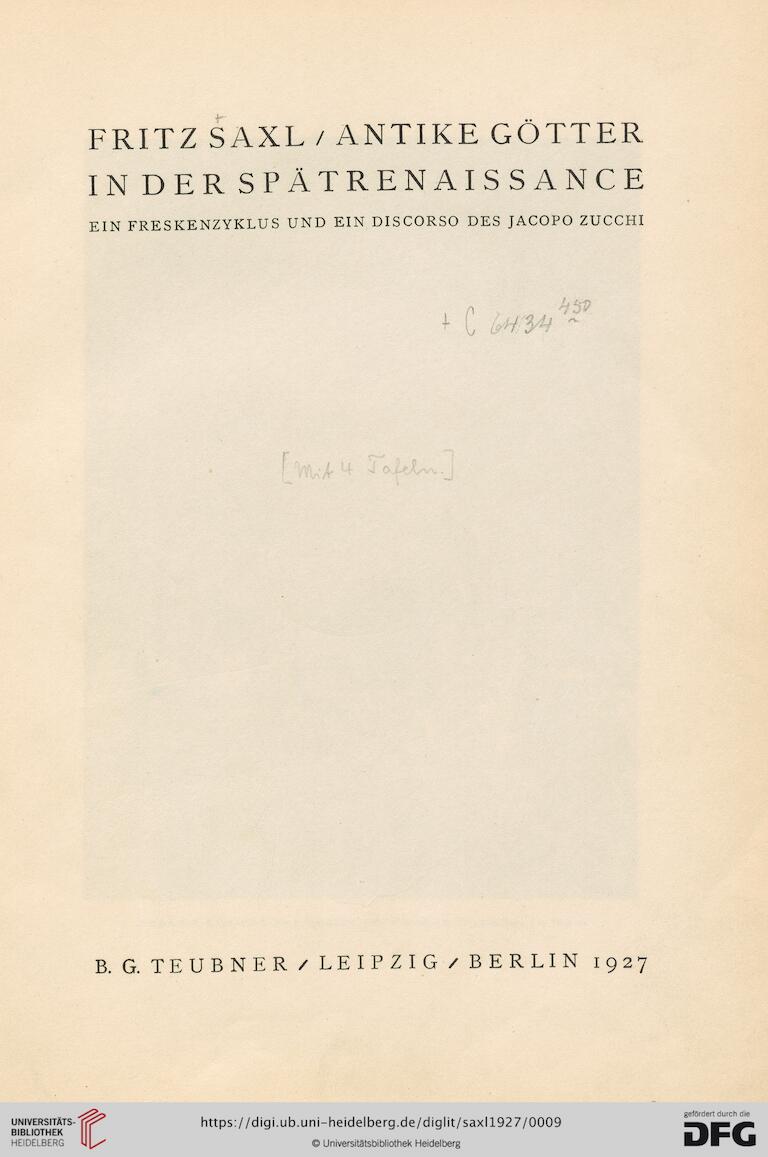 FRITZ SAXL / ANTIKE GÖTTER
IN DER SPÄTRENAISSANCE
EIN FRESKENZYKLUS UND EIN DISCORSO DES JACOPO ZUCCHI
+ C 6434 450
[Mit 4 Tafeln.]
B. G. TEUBNER / LEIPZIG / BERLIN 1927
UNIVERSITÄTS-
BIBLIOTHEK
HEIDELBERG
https://digi.ub.uni-heidelberg.de/diglit/saxl1927/0009
© Universitätsbibliothek Heidelberg
gefördert durch die
DFG